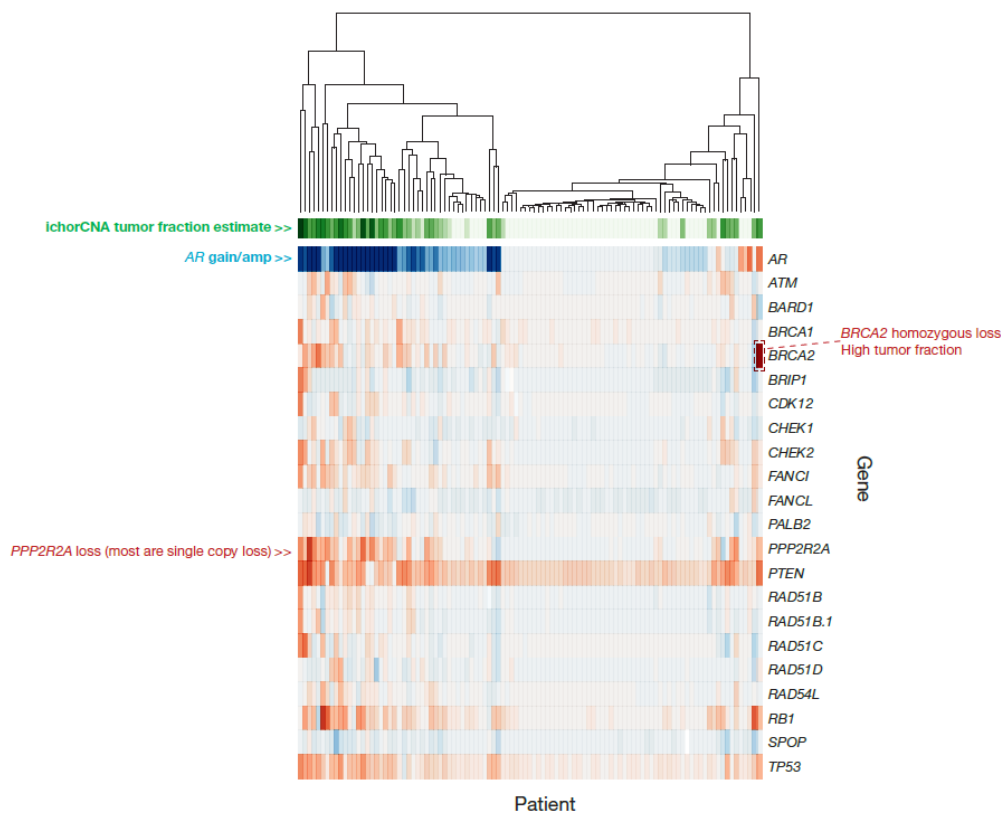 ichorCNA tumor fraction estimate >>
AR gain/amp >>
AR
ATM
BARD1
BRCA1
BRCA2
BRCA2 homozygous loss
High tumor fraction
BRIP1
CDK12
CHEK1
CHEK2
FANCI
FANCL
PALB2
PPP2R2A loss (most are single copy loss) >>
PPP2R2A
PTEN
RAD51B
RAD51B.1
RAD51C
RAD51D
RAD54L
RB1
SPOP
TP53
Gene
Patient